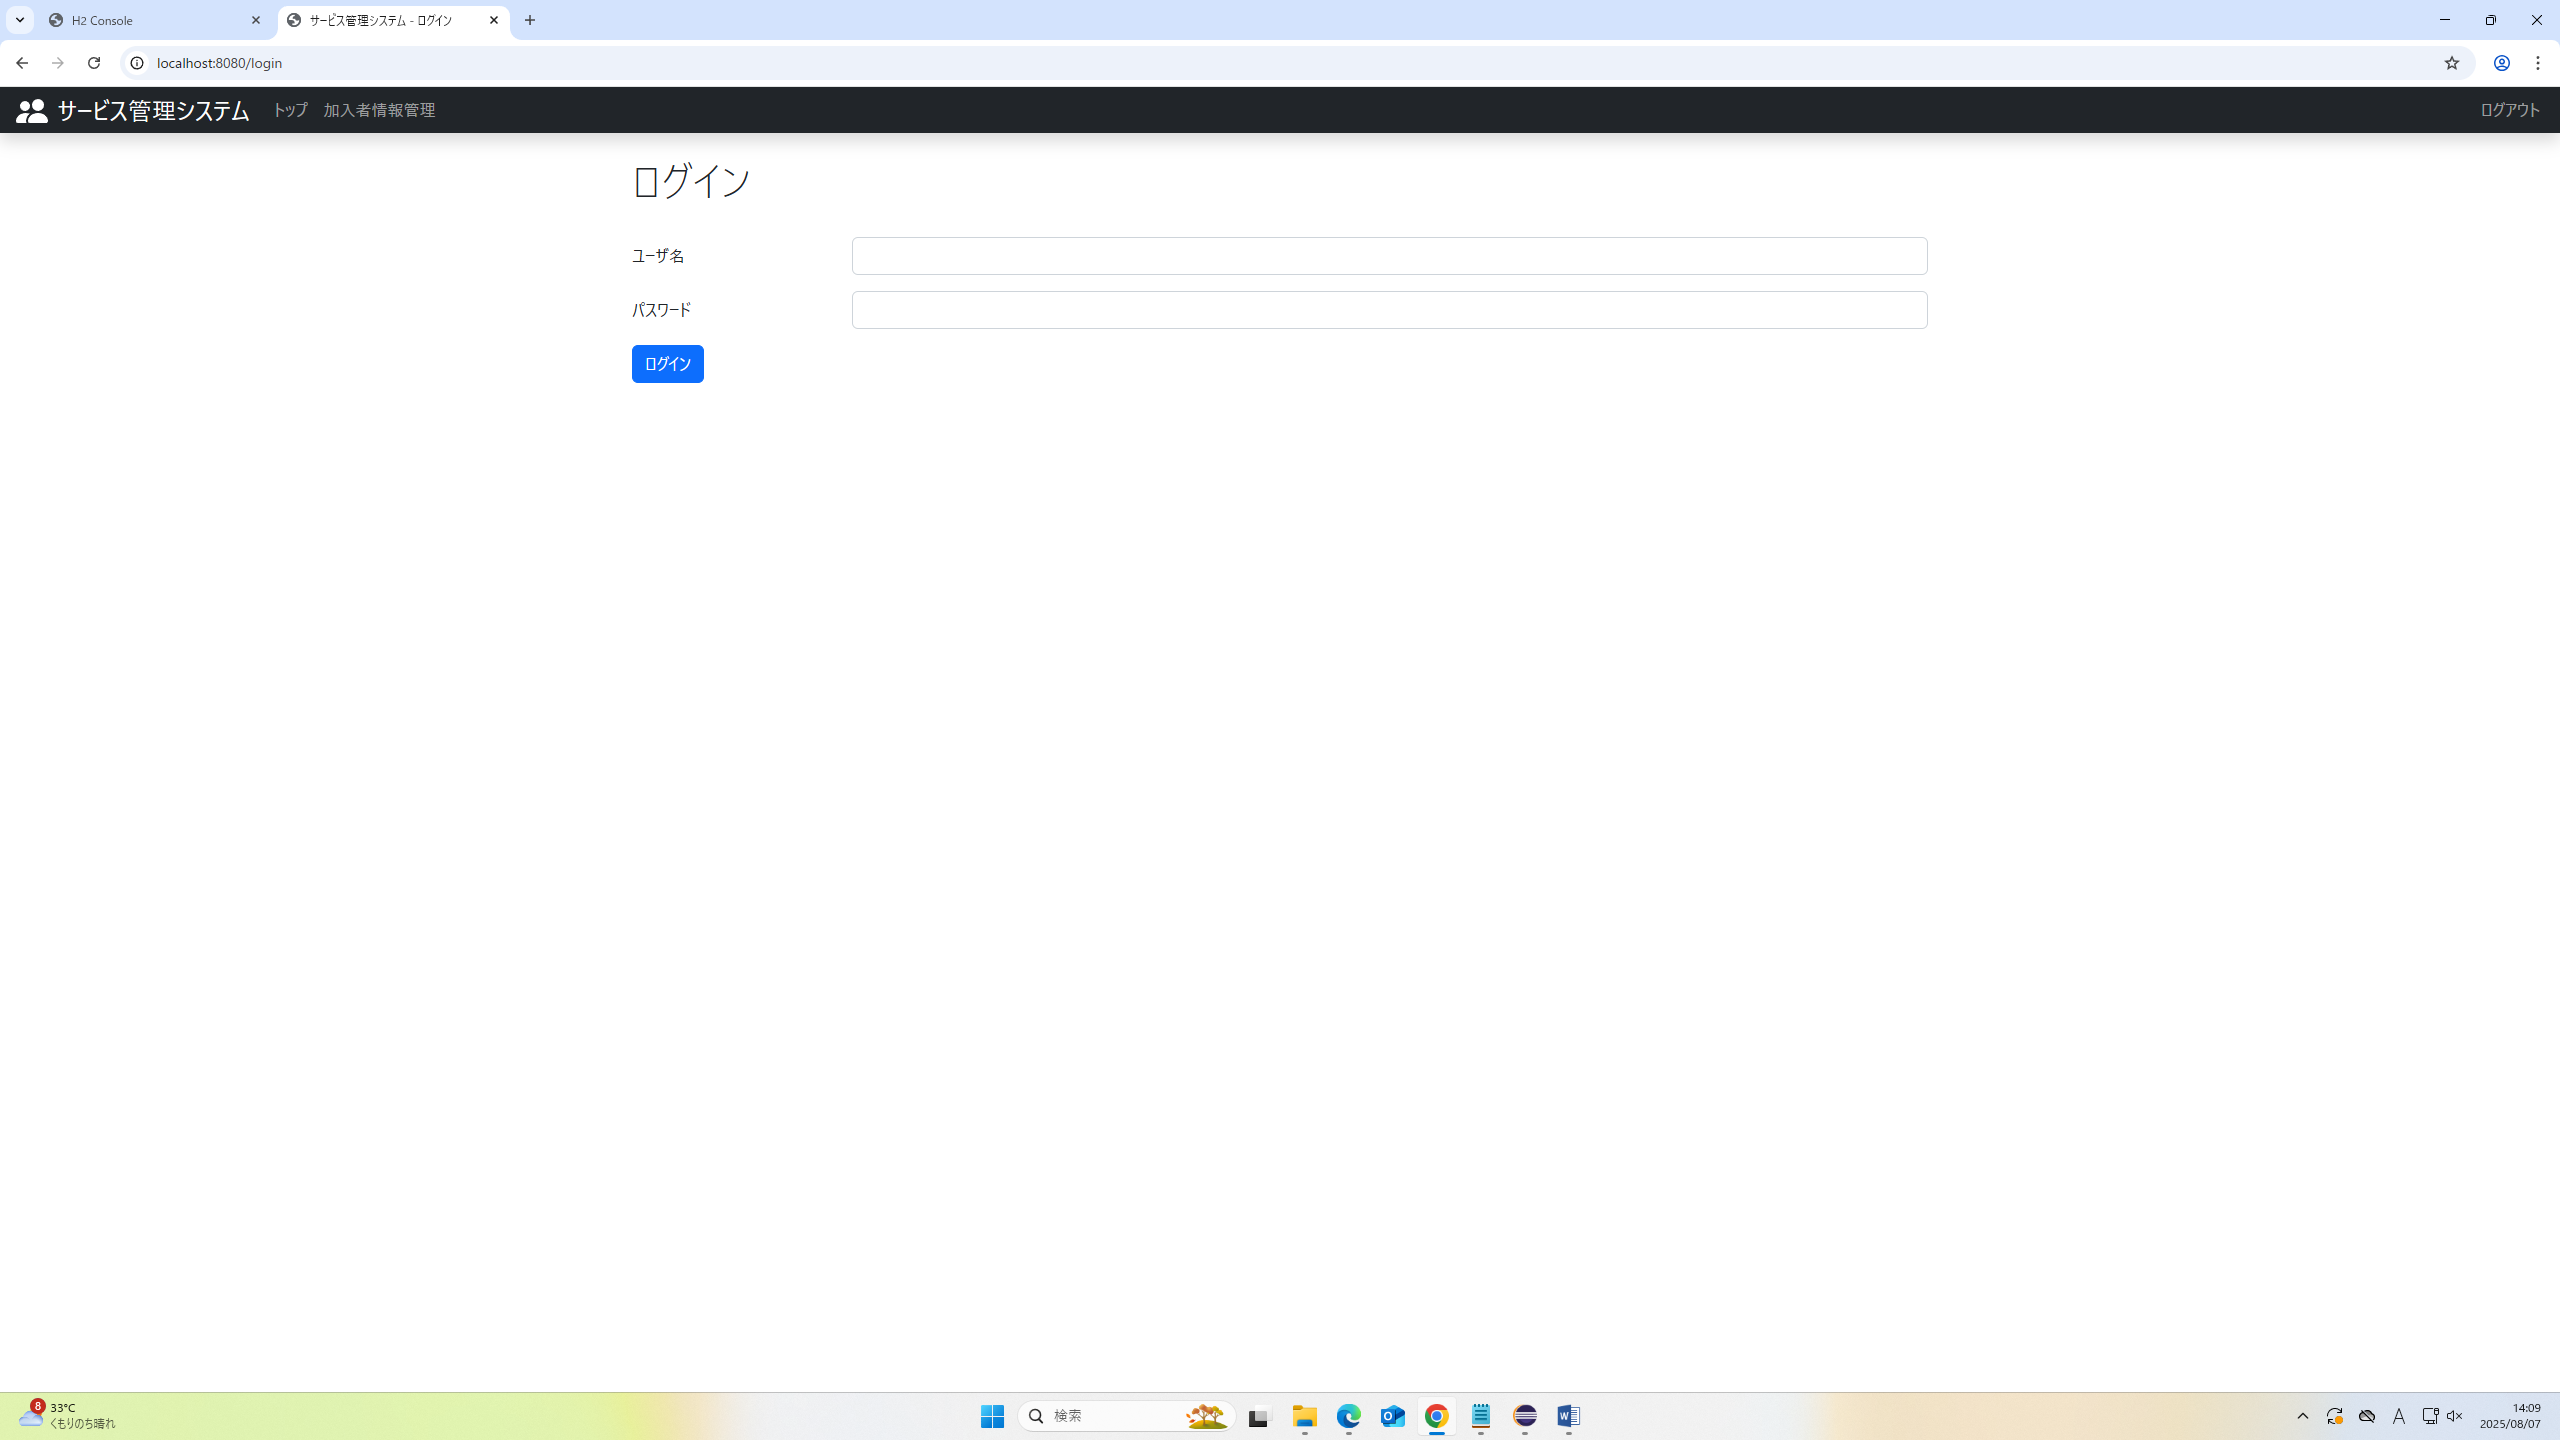 H2 Console
サービス管理システム - ログイン
localhost:8080/login
サービス管理システム トップ 加入者情報管理 ログアウト
ログイン
ユーザ名
パスワード
ログイン
8
33°C
くもりのち晴れ
検索
A
14:09
2025/08/07